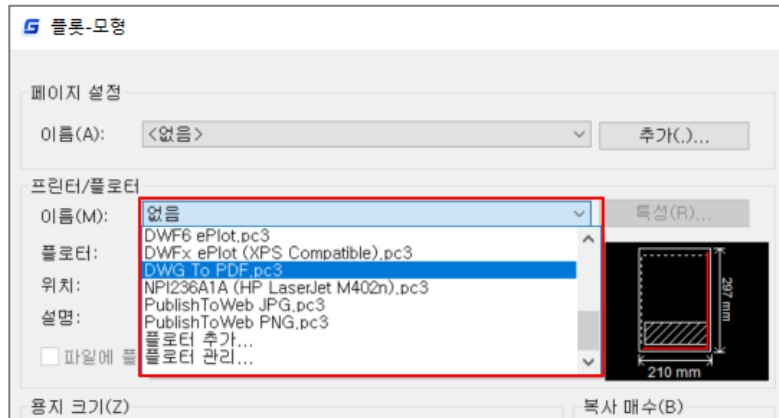 플롯-모형
페이지 설정
이름(A): <없음> 추가(.)...
프린터/플로터
이름(M): 없음 특성(R)...
DWF6 ePlot.pc3
플로터: DWFx ePlot (XPS Compatible).pc3
DWG To PDF.pc3
위치: NPI236A1A (HP LaserJet M402n).pc3
PublishToWeb JPG.pc3
설명: PublishToWeb PNG.pc3
플로터 추가...
파일에 플 플로터 관리...
297 mm
210 mm
용지 크기(Z) 복사 매수(B)